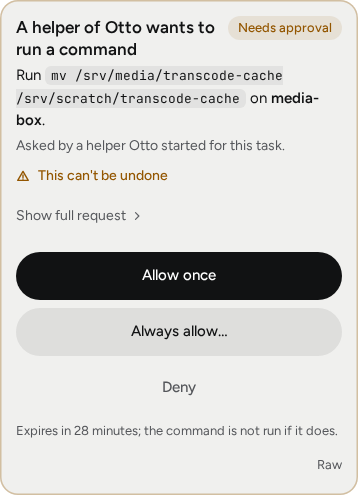 A helper of Otto wants to
run a command
Needs approval
Run mv /srv/media/transcode-cache
/srv/scratch/transcode-cache on media-
box.
Asked by a helper Otto started for this task.
This can't be undone
Show full request
Allow once
Always allow...
Deny
Expires in 28 minutes; the command is not run if it does.
Raw